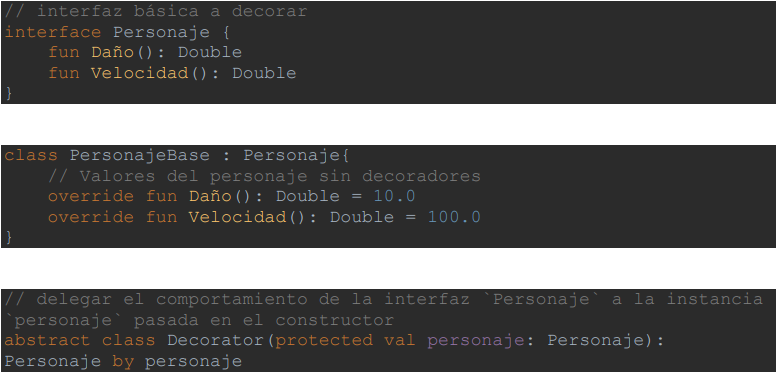 // interfaz básica a decorar
interface Personaje {
    fun Daño(): Double
    fun Velocidad(): Double
}
class PersonajeBase : Personaje{
    // Valores del personaje sin decoradores
    override fun Daño(): Double = 10.0
    override fun Velocidad(): Double = 100.0
}
// delegar el comportamiento de la interfaz `Personaje` a la instancia
`personaje` pasada en el constructor
abstract class Decorator(protected val personaje: Personaje):
Personaje by personaje